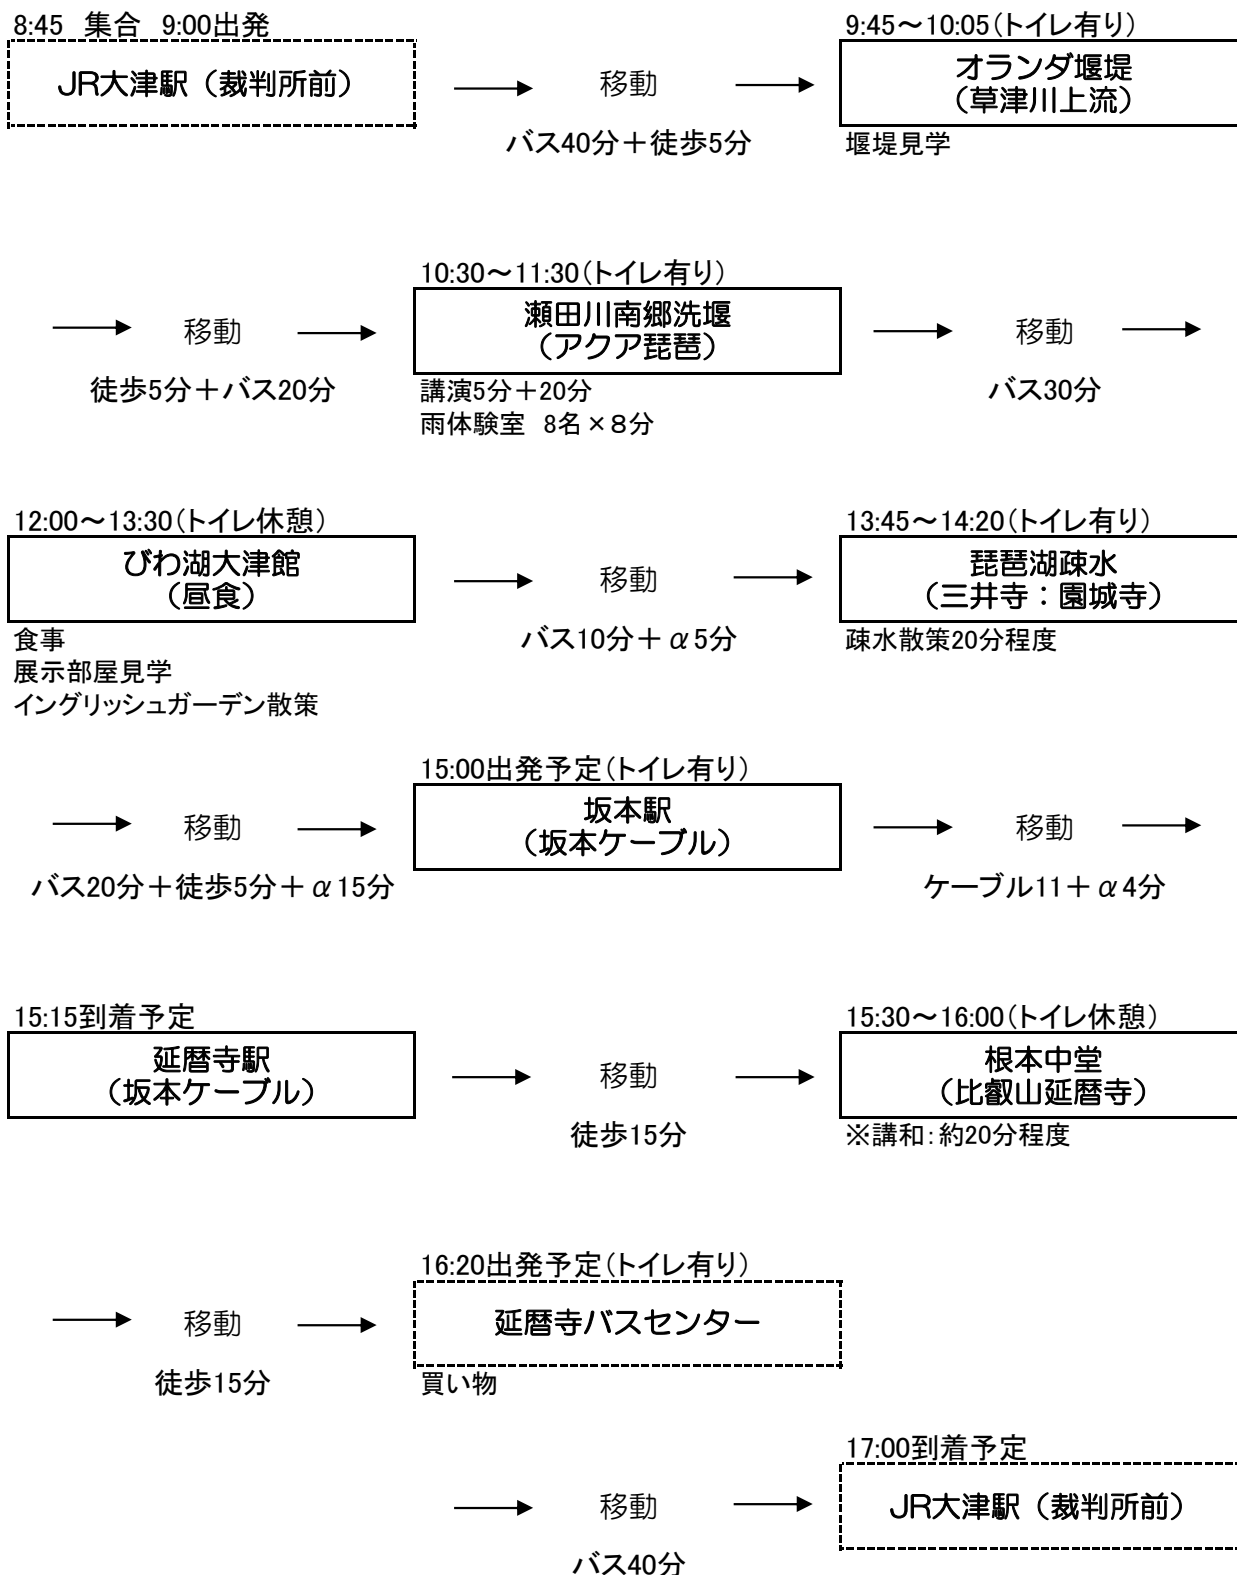 8:45 集合 9:00出発
JR大津駅（裁判所前）
移動
バス40分＋徒歩5分
9:45～10:05（トイレ有り）
オランダ堰堤
（草津川上流）
堰堤見学
移動
徒歩5分＋バス20分
10:30～11:30（トイレ有り）
瀬田川南郷洗堰
（アクア琵琶）
講演5分＋20分
雨体験室 8名×８分
移動
バス30分
12:00～13:30（トイレ休憩）
びわ湖大津館
（昼食）
食事
展示部屋見学
イングリッシュガーデン散策
移動
バス10分＋α5分
13:45～14:20（トイレ有り）
琵琶湖疎水
（三井寺：園城寺）
疎水散策20分程度
移動
バス20分＋徒歩5分＋α15分
15:00出発予定（トイレ有り）
坂本駅
（坂本ケーブル）
移動
ケーブル11＋α4分
15:15到着予定
延暦寺駅
（坂本ケーブル）
移動
徒歩15分
15:30～16:00（トイレ休憩）
根本中堂
（比叡山延暦寺）
※講和：約20分程度
移動
徒歩15分
16:20出発予定（トイレ有り）
延暦寺バスセンター
買い物
移動
バス40分
17:00到着予定
JR大津駅（裁判所前）